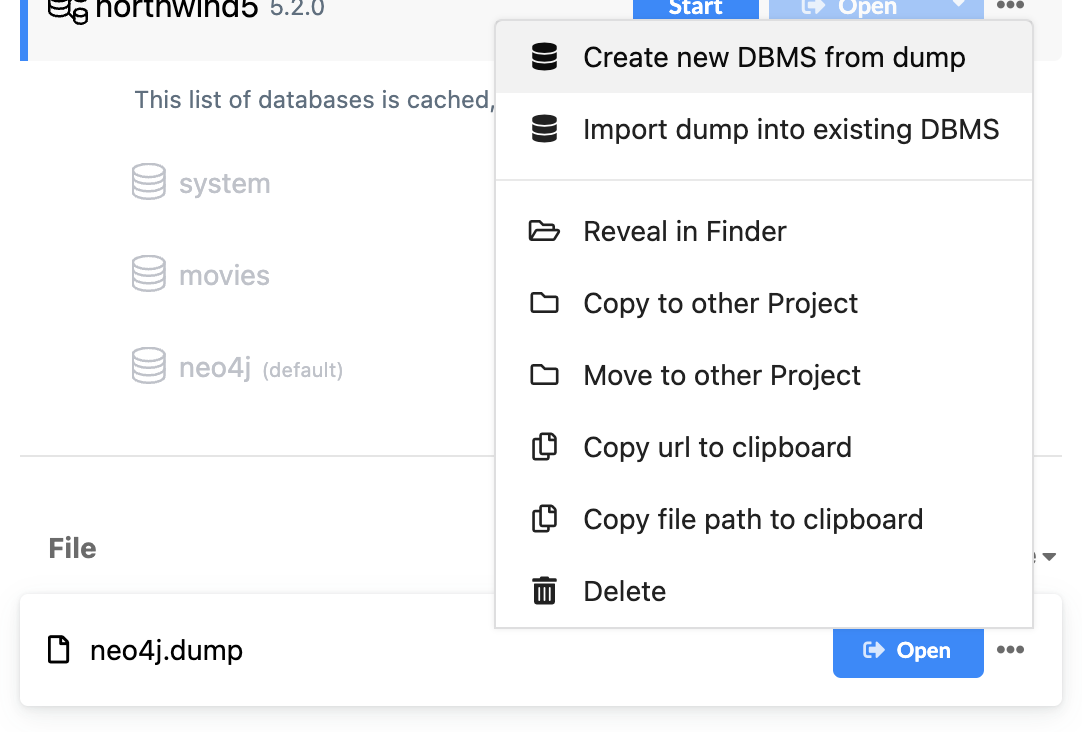 northwind5 5.2.0
Start
Open
Create new DBMS from dump
This list of databases is cached,
Import dump into existing DBMS
system
Reveal in Finder
movies
Copy to other Project
neo4j (default)
Move to other Project
Copy url to clipboard
Copy file path to clipboard
File
Delete
neo4j.dump
Open